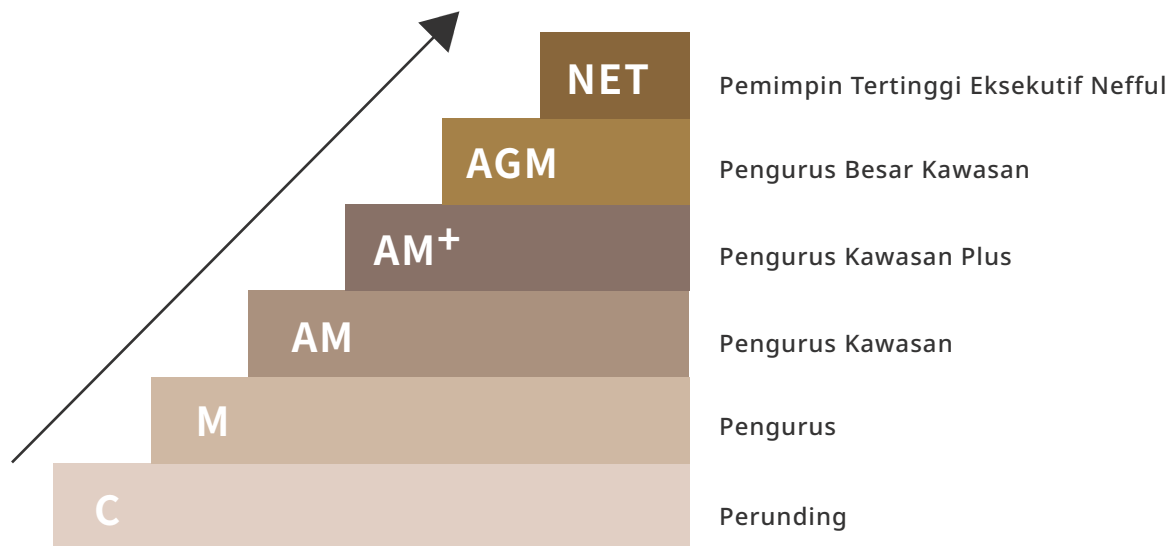 NET Pemimpin Tertinggi Eksekutif Nefful
AGM Pengurus Besar Kawasan
AM+ Pengurus Kawasan Plus
AM Pengurus Kawasan
M Pengurus
C Perunding